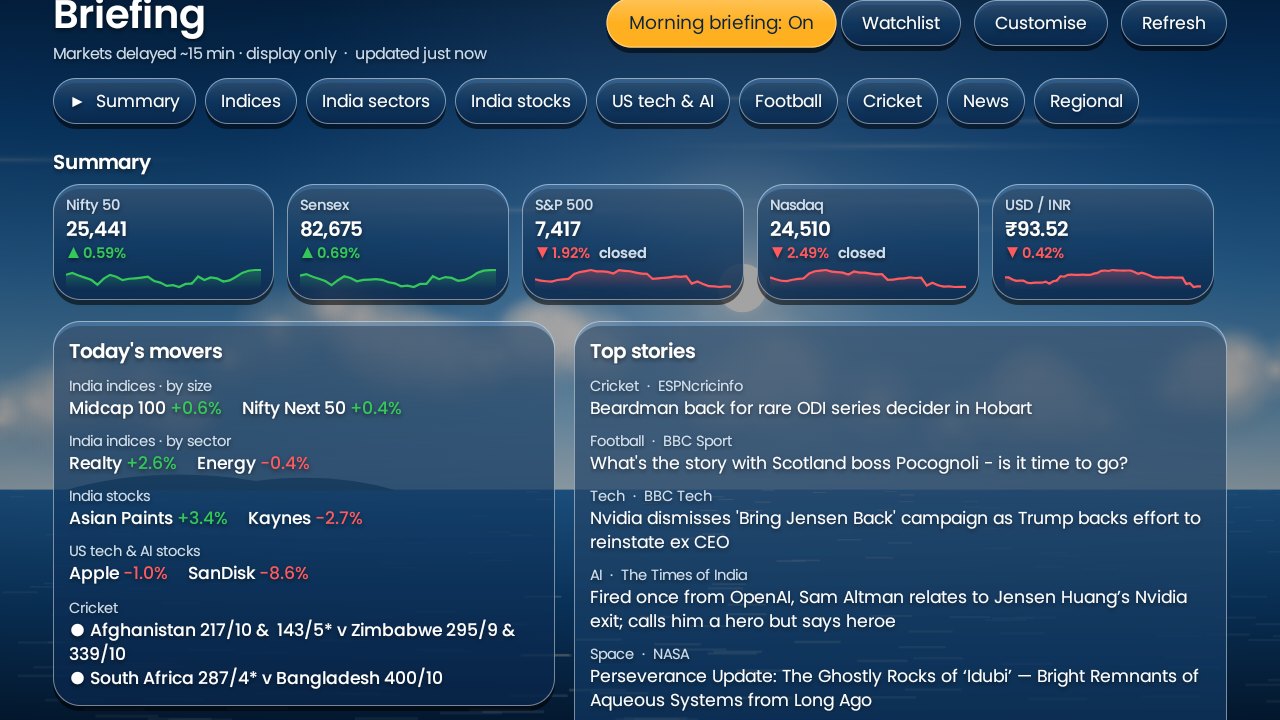 Briefing
Morning briefing: On
Watchlist
Customise
Refresh
Markets delayed ~15 min · display only · updated just now
► Summary
Indices
India sectors
India stocks
US tech & AI
Football
Cricket
News
Regional
Summary
Nifty 50
25,441
▲ 0.59%
Sensex
82,675
▲ 0.69%
S&P 500
7,417
▼ 1.92% closed
Nasdaq
24,510
▼ 2.49% closed
USD / INR
₹93.52
▼ 0.42%
Today's movers
India indices · by size
Midcap 100 +0.6% Nifty Next 50 +0.4%
India indices · by sector
Realty +2.6% Energy −0.4%
India stocks
Asian Paints +3.4% Kaynes −2.7%
US tech & AI stocks
Apple −1.0% SanDisk −8.6%
Cricket
● Afghanistan 217/10 & 143/5* v Zimbabwe 295/9 &
339/10
● South Africa 287/4* v Bangladesh 400/10
Top stories
Cricket · ESPNcricinfo
Beardman back for rare ODI series decider in Hobart
Football · BBC Sport
What's the story with Scotland boss Pocognoli - is it time to go?
Tech · BBC Tech
Nvidia dismisses 'Bring Jensen Back' campaign as Trump backs effort to
reinstate ex CEO
AI · The Times of India
Fired once from OpenAI, Sam Altman relates to Jensen Huang’s Nvidia
exit; calls him a hero but says heroe
Space · NASA
Perseverance Update: The Ghostly Rocks of ‘Idubi’ — Bright Remnants of
Aqueous Systems from Long Ago